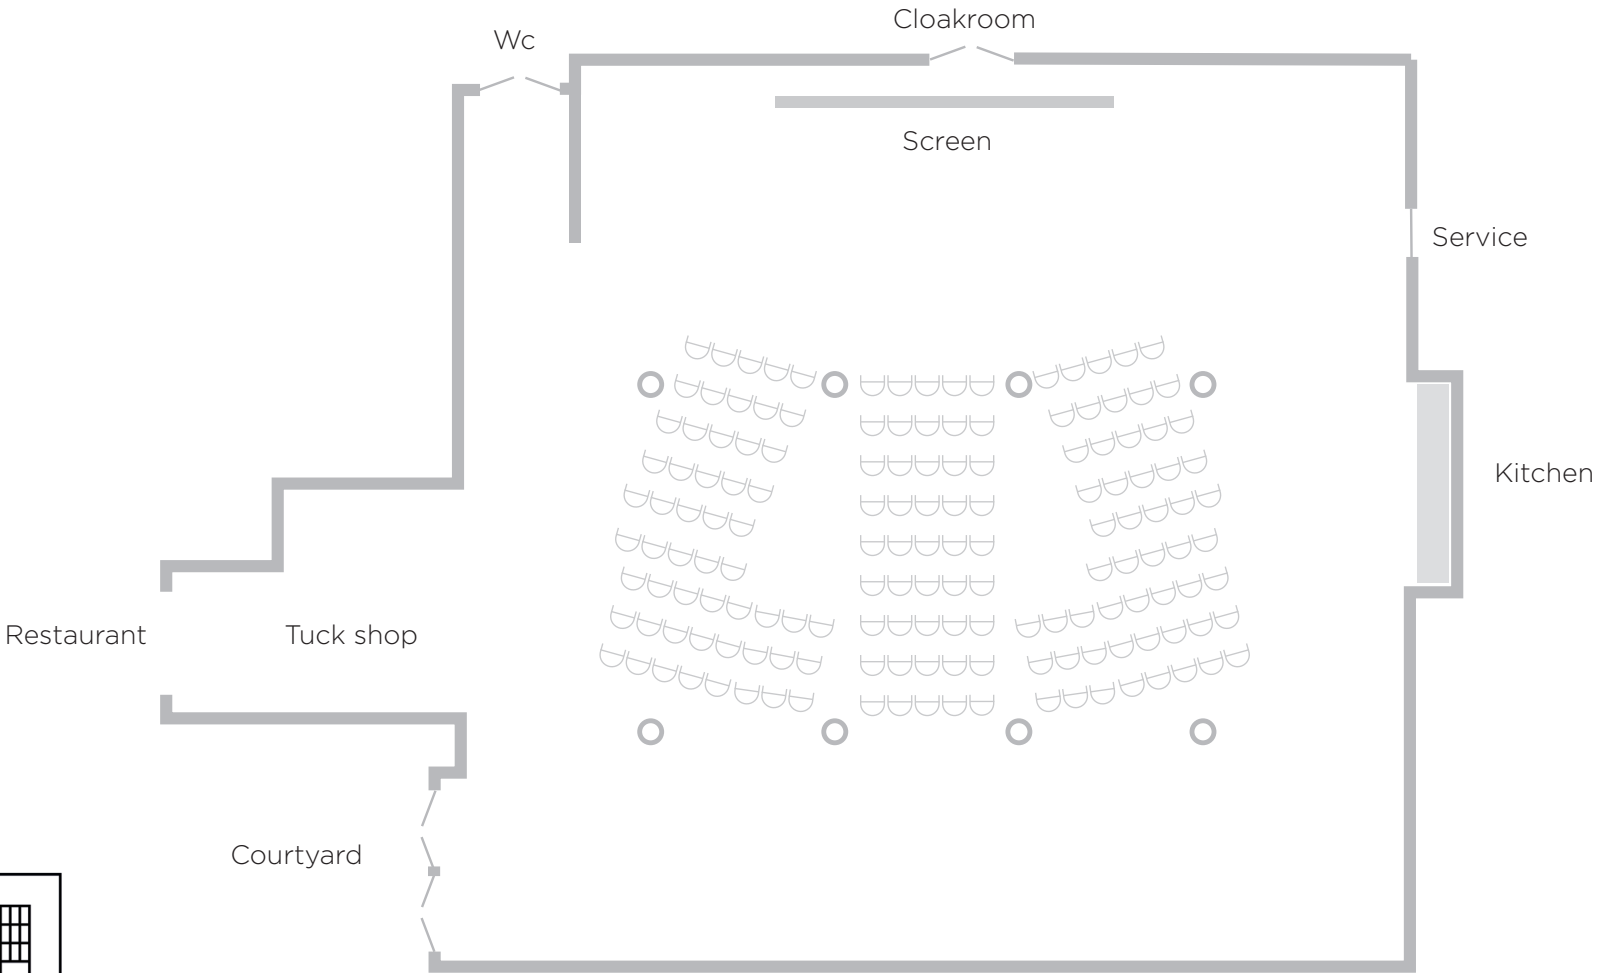 Cloakroom
Wc
Screen
Service
Kitchen
Restaurant
Tuck shop
Courtyard